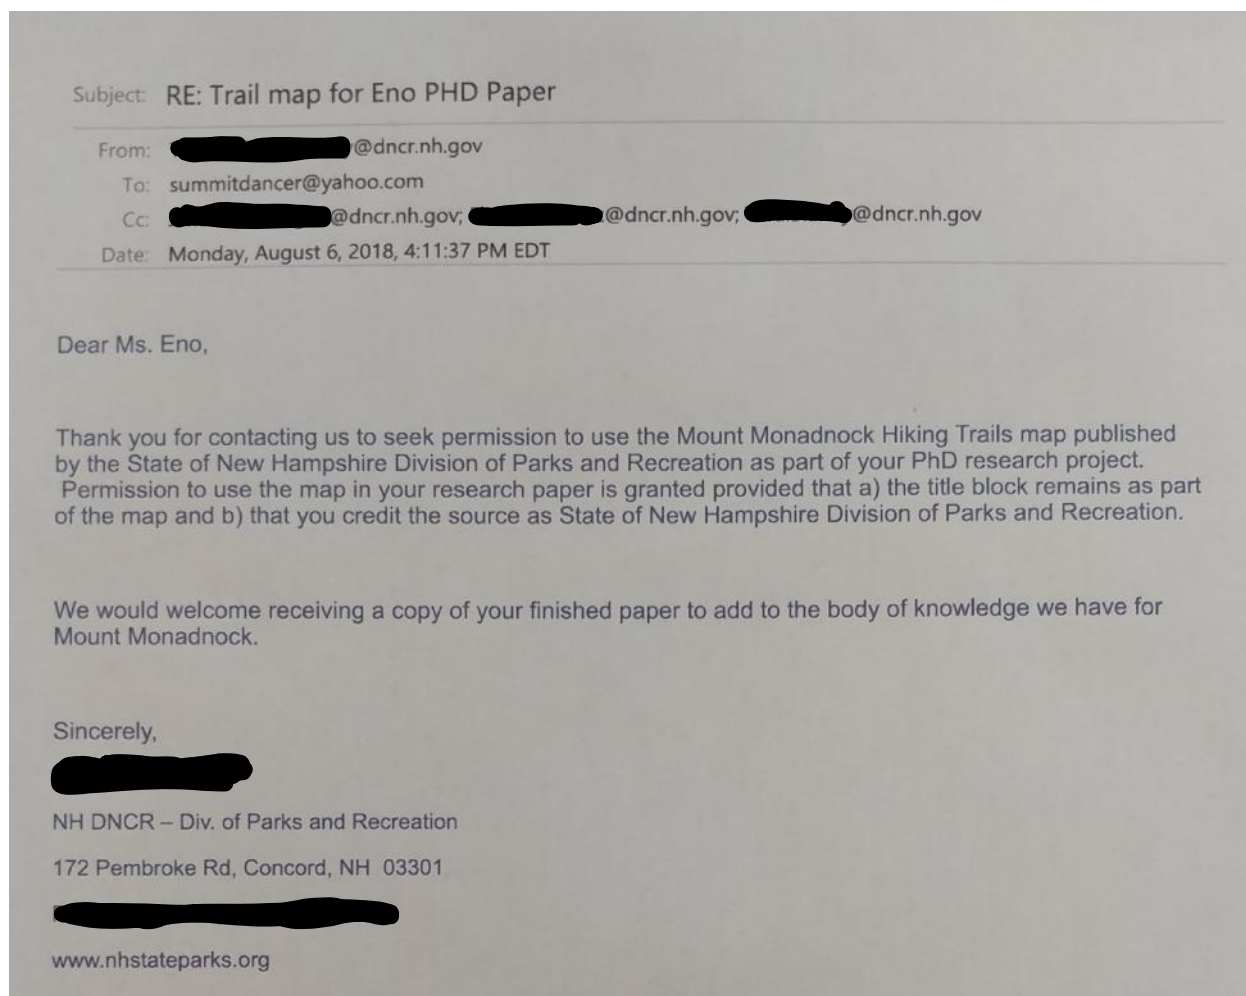 Subject: RE: Trail map for Eno PHD Paper
From: @dncr.nh.gov
To: summitdancer@yahoo.com
Cc: @dncr.nh.gov; @dncr.nh.gov; @dncr.nh.gov
Date: Monday, August 6, 2018, 4:11:37 PM EDT
Dear Ms. Eno,
Thank you for contacting us to seek permission to use the Mount Monadnock Hiking Trails map published
by the State of New Hampshire Division of Parks and Recreation as part of your PhD research project.
Permission to use the map in your research paper is granted provided that a) the title block remains as part
of the map and b) that you credit the source as State of New Hampshire Division of Parks and Recreation.
We would welcome receiving a copy of your finished paper to add to the body of knowledge we have for
Mount Monadnock.
Sincerely,
NH DNCR – Div. of Parks and Recreation
172 Pembroke Rd, Concord, NH  03301
www.nhstateparks.org